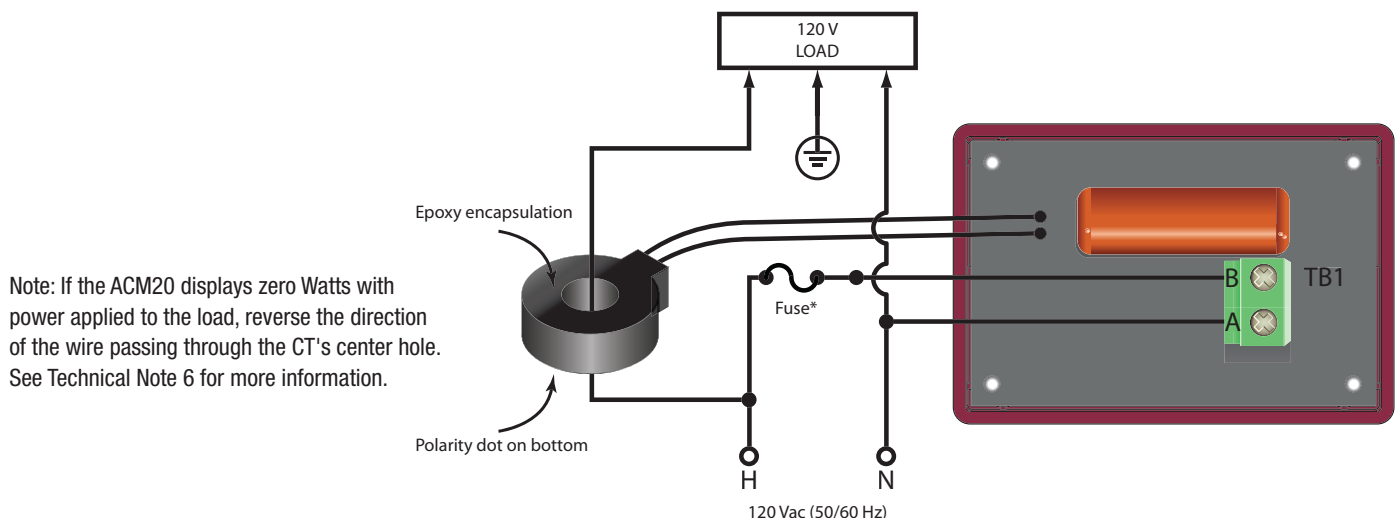 120 V
LOAD
Epoxy encapsulation
Note: If the ACM20 displays zero Watts with
power applied to the load, reverse the direction
of the wire passing through the CT's center hole.
See Technical Note 6 for more information.
Fuse*
B
TB1
A
Polarity dot on bottom
H
N
120 Vac (50/60 Hz)